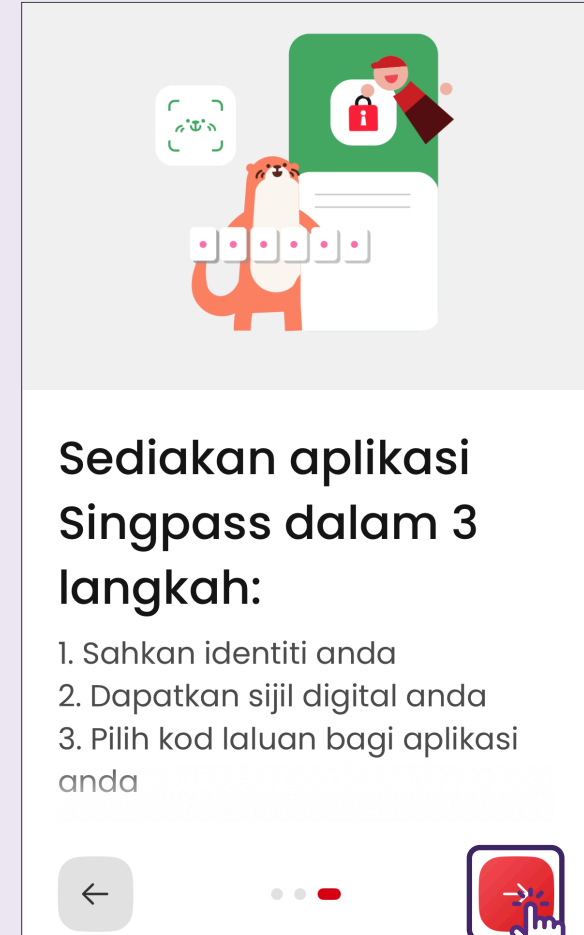 Sediakan aplikasi
Singpass dalam 3
langkah:
1. Sahkan identiti anda
2. Dapatkan sijil digital anda
3. Pilih kod laluan bagi aplikasi
anda